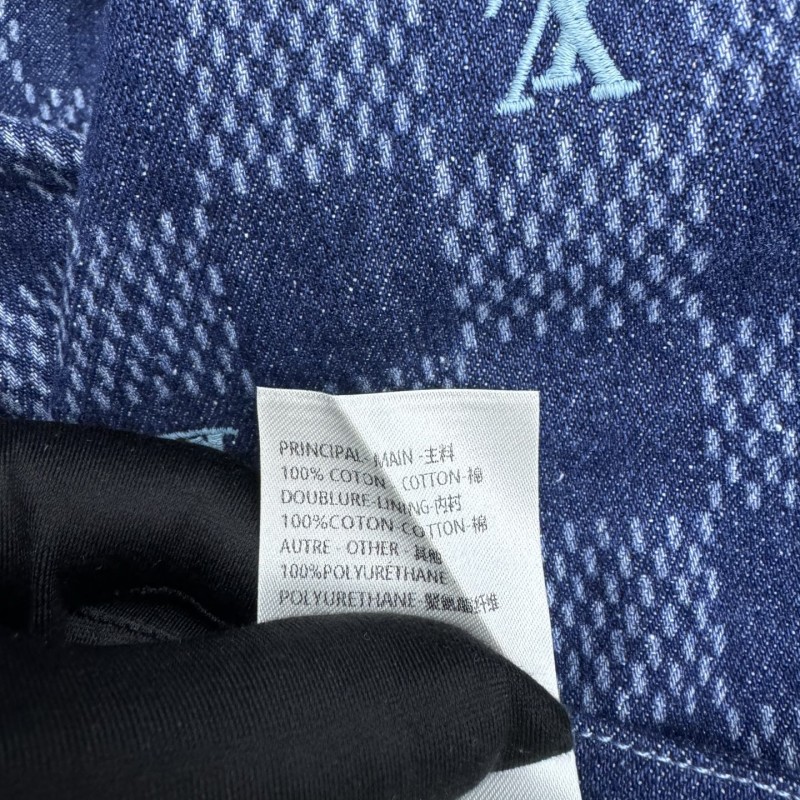 PRINCIPAL- MAIN -主料
100% COTON - COTTON-棉
DOUBLURE-LINING-内衬
100%COTON-COTTON-棉
AUTRE - OTHER -其他
100%POLYURETHANE
POLYURETHANE-聚氨酯纤维